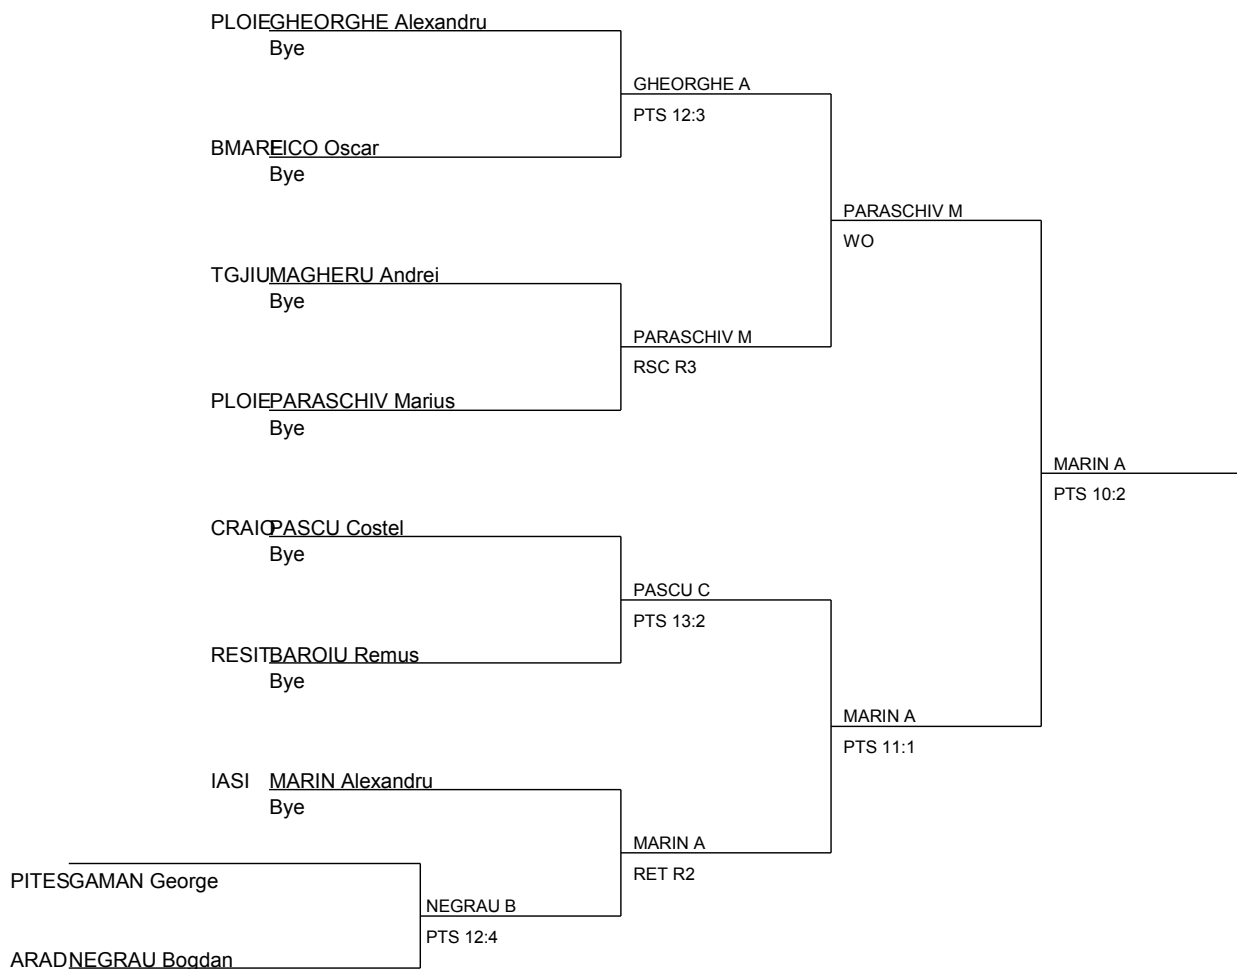 PLOIE GHEORGHE Alexandru
Bye
GHEORGHE A
PTS 12:3
BMARE ICO Oscar
Bye
PARASCHIV M
WO
TGJIU MAGHERU Andrei
Bye
PARASCHIV M
RSC R3
PLOIE PARASCHIV Marius
Bye
MARIN A
PTS 10:2
CRAIO PASCU Costel
Bye
PASCU C
PTS 13:2
RESIT BAROIU Remus
Bye
MARIN A
PTS 11:1
IASI MARIN Alexandru
Bye
MARIN A
RET R2
PITES GAMAN George
NEGRAU B
PTS 12:4
ARAD NEGRAU Bogdan